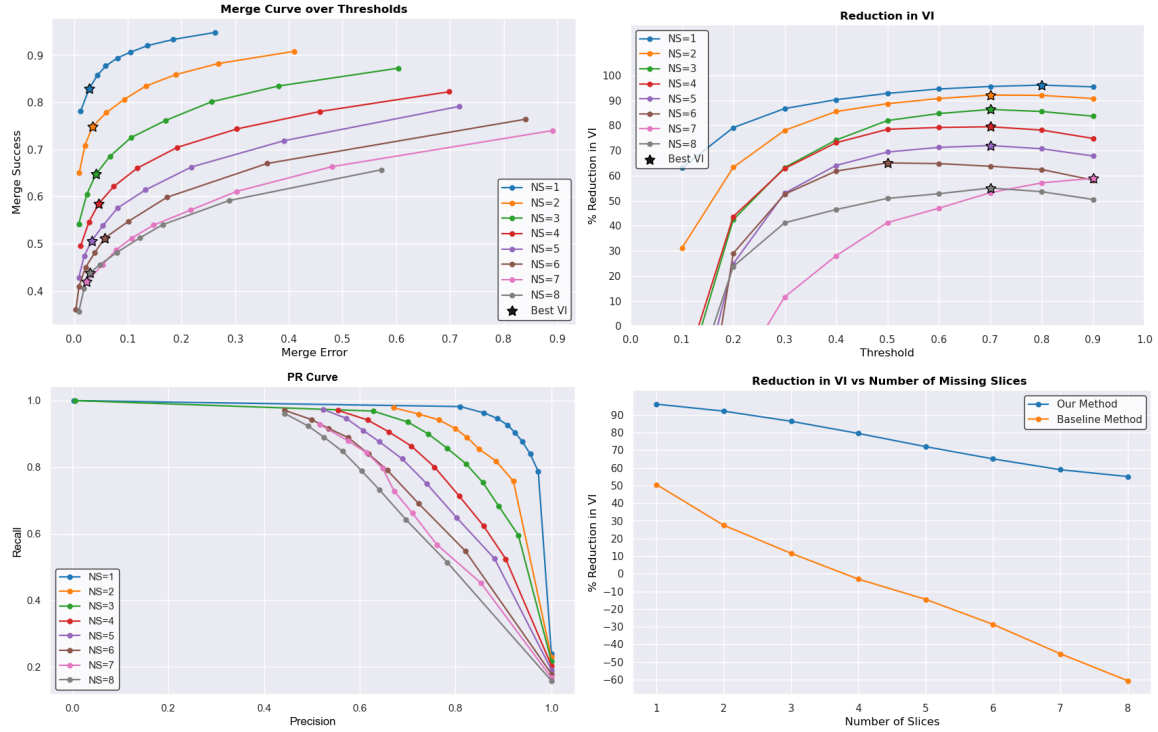 Merge Curve over Thresholds
Merge Success
0.9
0.8
0.7
0.6
0.5
0.4
NS=1
NS=2
NS=3
NS=4
NS=5
NS=6
NS=7
NS=8
Best VI
0.0 0.1 0.2 0.3 0.4 0.5 0.6 0.7 0.8 0.9
Merge Error
Reduction in VI
% Reduction in VI
100
90
80
70
60
50
40
30
20
10
0
NS=1
NS=2
NS=3
NS=4
NS=5
NS=6
NS=7
NS=8
Best VI
0.0 0.1 0.2 0.3 0.4 0.5 0.6 0.7 0.8 0.9 1.0
Threshold
PR Curve
Recall
1.0
0.8
0.6
0.4
0.2
NS=1
NS=2
NS=3
NS=4
NS=5
NS=6
NS=7
NS=8
0.0 0.2 0.4 0.6 0.8 1.0
Precision
Reduction in VI vs Number of Missing Slices
% Reduction in VI
90
80
70
60
50
40
30
20
10
0
−10
−20
−30
−40
−50
−60
Our Method
Baseline Method
1 2 3 4 5 6 7 8
Number of Slices